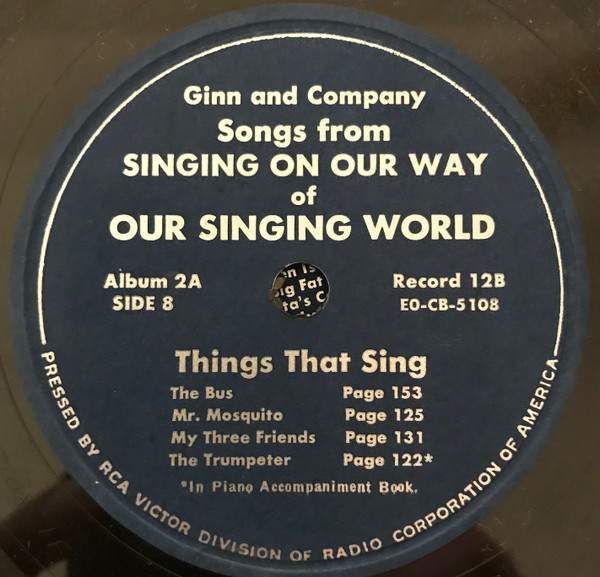 Ginn and Company
Songs from
SINGING ON OUR WAY
of
OUR SINGING WORLD
Album 2A
SIDE 8
Record 12B
EO-CB-5108
Things That Sing
The Bus Page 153
Mr. Mosquito Page 125
My Three Friends Page 131
The Trumpeter Page 122*
*In Piano Accompaniment Book.
PRESSED BY RCA VICTOR DIVISION OF RADIO CORPORATION OF AMERICA
Fat